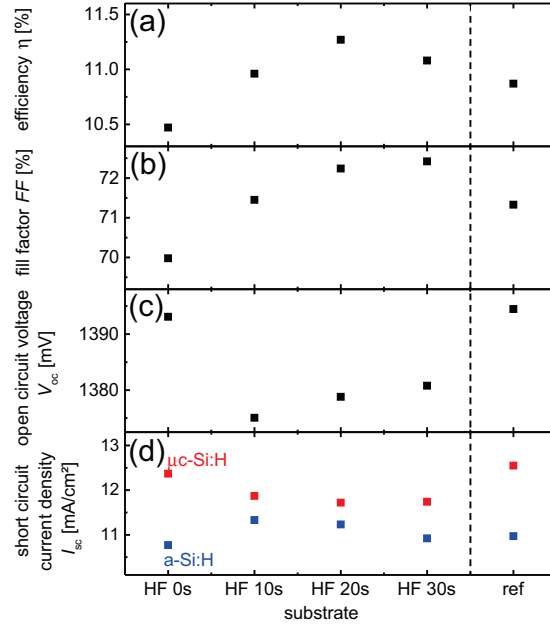 (a)
efficiency η [%]
11.5
11.0
10.5
(b)
fill factor FF [%]
72
71
70
(c)
open circuit voltage
Voc [mV]
1390
1380
(d)
short circuit
current density
Isc [mA/cm²]
13
12
11
μc-Si:H
a-Si:H
HF 0s HF 10s HF 20s HF 30s ref
substrate